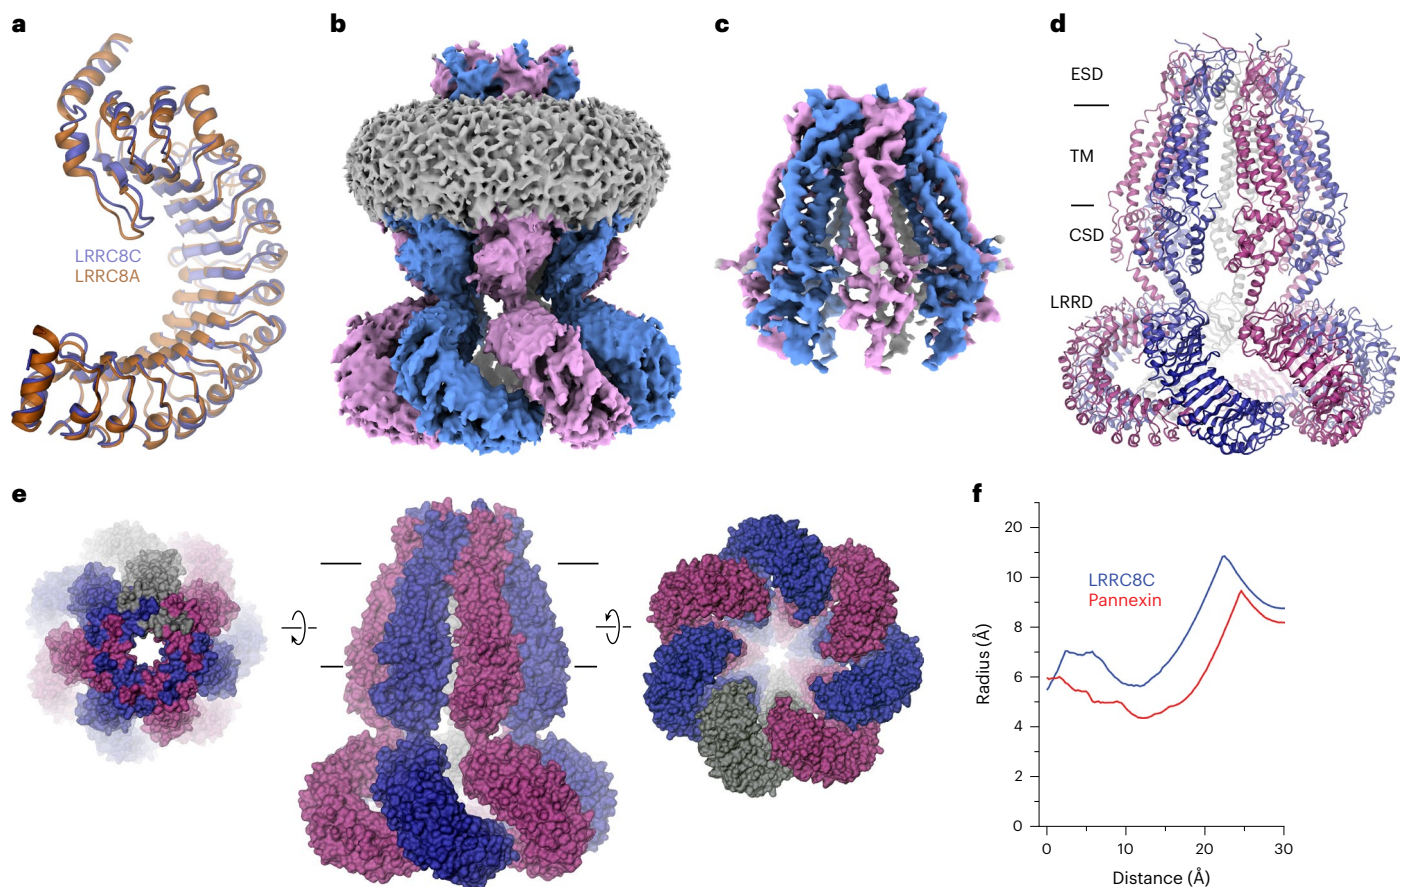 a
b
c
d
LRRC8C
LRRC8A
ESD
TM
CSD
LRRD
e
f
20
10
8
6
4
2
0
Radius (Å)
LRRC8C
Pannexin
0 10 20 30
Distance (Å)